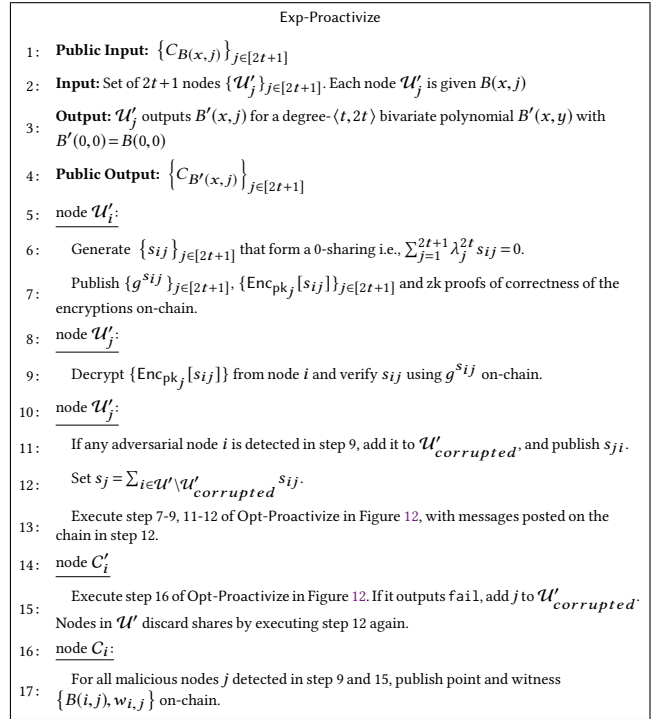 Exp-Proactivize
1: Public Input: {C_{B(x,j)}}_{j∈[2t+1]}
2: Input: Set of 2t+1 nodes {𝒰′_j}_{j∈[2t+1]}. Each node 𝒰′_j is given B(x,j)
3: Output: 𝒰′_j outputs B′(x,j) for a degree-⟨t,2t⟩ bivariate polynomial B′(x,y) with
B′(0,0)=B(0,0)
4: Public Output: {C_{B′(x,j)}}_{j∈[2t+1]}
5: node 𝒰′_i:
6: Generate {s_{ij}}_{j∈[2t+1]} that form a 0-sharing i.e., ∑_{j=1}^{2t+1} λ_j^{2t} s_{ij}=0.
7: Publish {g^{s_{ij}}}_{j∈[2t+1]}, {Enc_{pk_j}[s_{ij}]}_{j∈[2t+1]} and zk proofs of correctness of the
encryptions on-chain.
8: node 𝒰′_j:
9: Decrypt {Enc_{pk_j}[s_{ij}]} from node i and verify s_{ij} using g^{s_{ij}} on-chain.
10: node 𝒰′_j:
11: If any adversarial node i is detected in step 9, add it to 𝒰′_{corrupted}, and publish s_{ji}.
12: Set s_j=∑_{i∈𝒰′\𝒰′_{corrupted}} s_{ij}.
13: Execute step 7-9, 11-12 of Opt-Proactivize in Figure 12, with messages posted on the
chain in step 12.
14: node C′_i
15: Execute step 16 of Opt-Proactivize in Figure 12. If it outputs fail, add j to 𝒰′_{corrupted}.
Nodes in 𝒰′ discard shares by executing step 12 again.
16: node C_i:
17: For all malicious nodes j detected in step 9 and 15, publish point and witness
{B(i,j),w_{i,j}} on-chain.